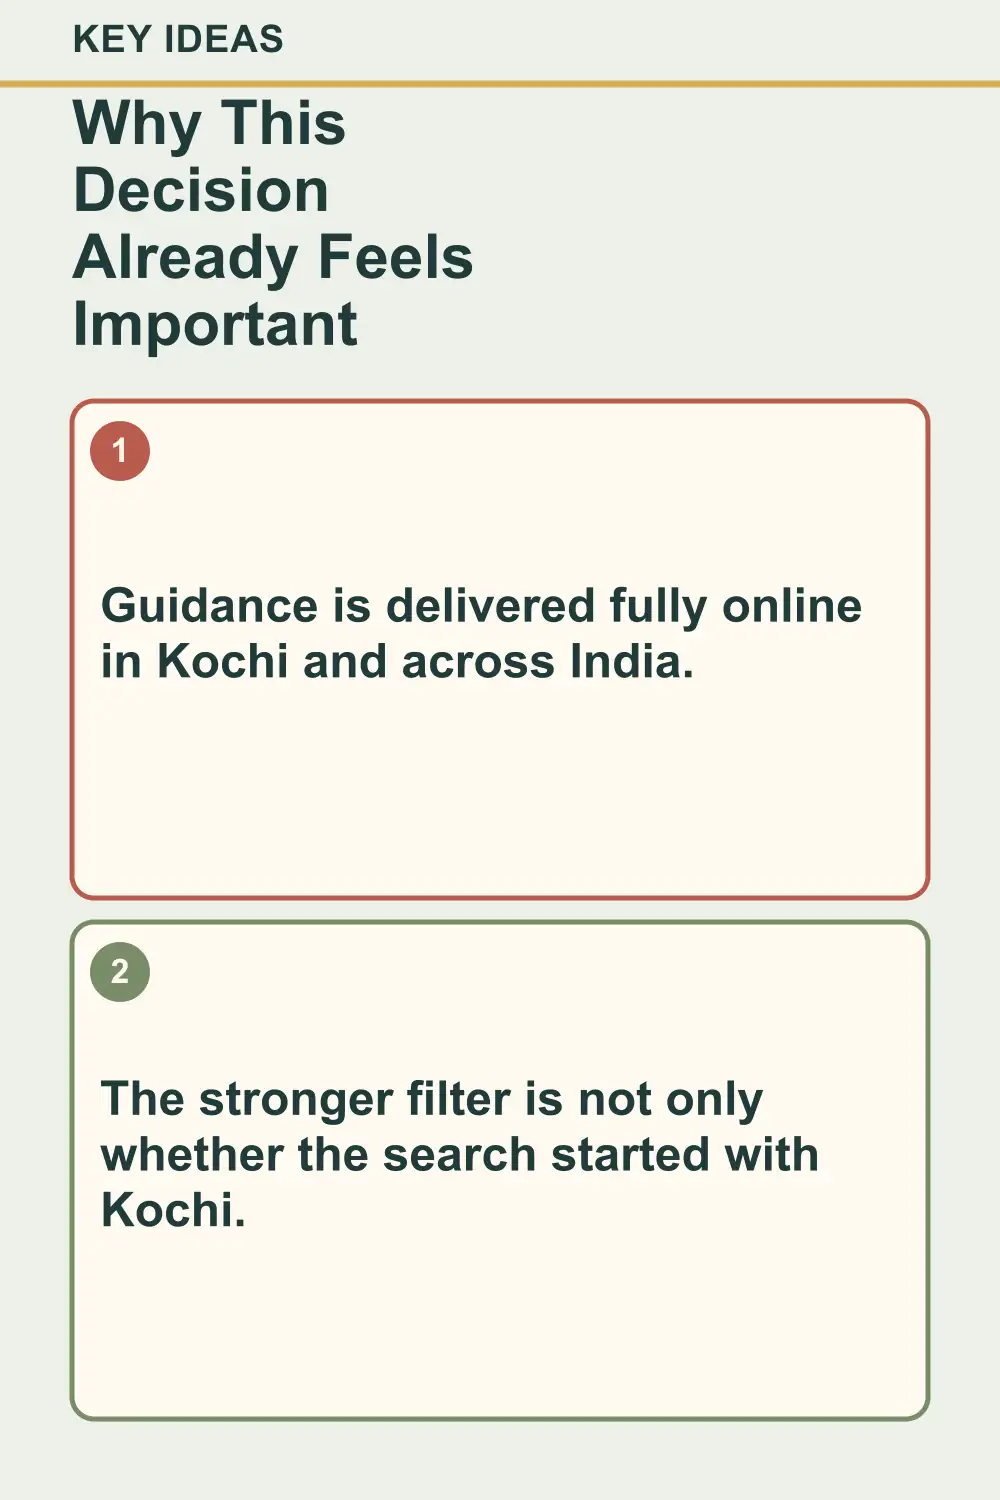 KEY IDEAS
Why This
Decision
Already Feels
Important
1
Guidance is delivered fully online
in Kochi and across India.
2
The stronger filter is not only
whether the search started with
Kochi.